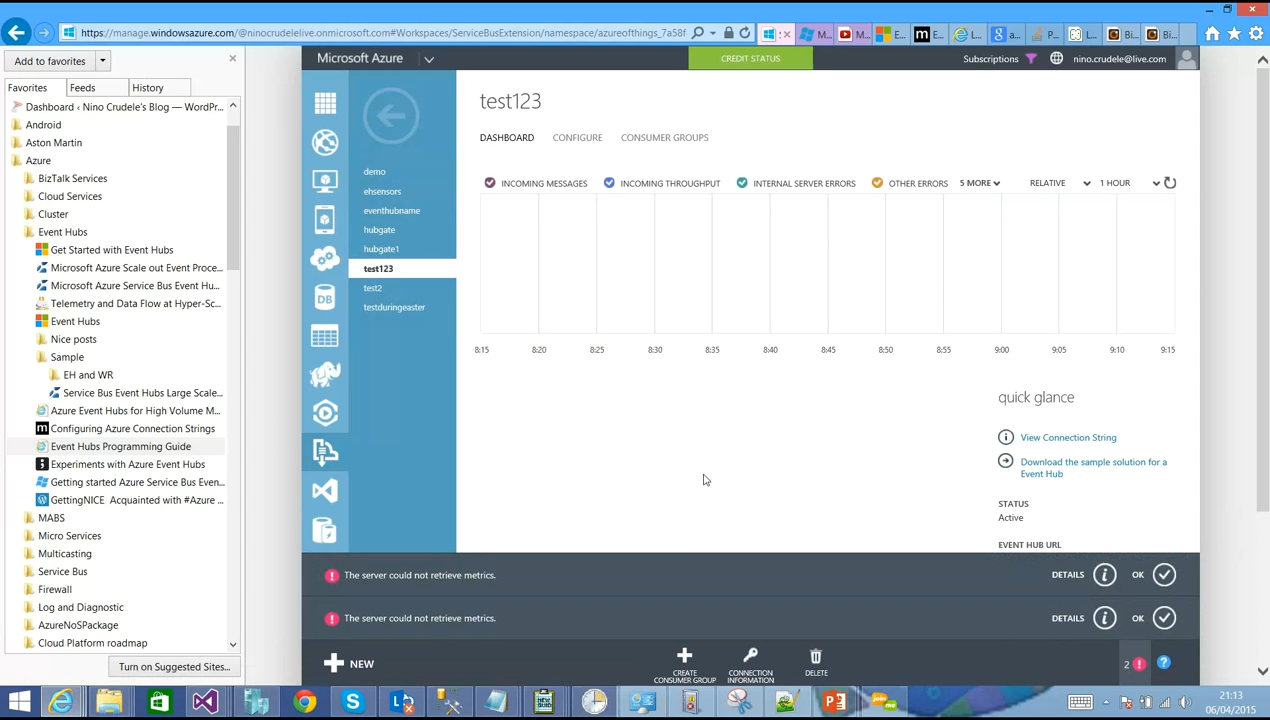 https://manage.windowsazure.com/@ninocrudelelive.onmicrosoft.com#Workspaces/ServiceBusExtension/namespace/azureofthings_7a58f
S:
M...
M...
E...
E...
L...
a...
P...
L...
Bi...
Bi...
Add to favorites
Favorites
Feeds
History
Dashboard ‹ Nino Crudele's Blog — WordPr...
Android
Aston Martin
Azure
BizTalk Services
Cloud Services
Cluster
Event Hubs
Get Started with Event Hubs
Microsoft Azure Scale out Event Proce...
Microsoft Azure Service Bus Event Hu...
Telemetry and Data Flow at Hyper-Sc...
Event Hubs
Nice posts
Sample
EH and WR
Service Bus Event Hubs Large Scale...
Azure Event Hubs for High Volume M...
Configuring Azure Connection Strings
Event Hubs Programming Guide
Experiments with Azure Event Hubs
Getting started Azure Service Bus Even...
GettingNICE Acquainted with #Azure ...
MABS
Micro Services
Multicasting
Service Bus
Firewall
Log and Diagnostic
AzureNoSPackage
Cloud Platform roadmap
Turn on Suggested Sites...
Microsoft Azure
CREDIT STATUS
Subscriptions
nino.crudele@live.com
DB
demo
ehsensors
eventhubname
hubgate
hubgate1
test123
test2
testduringeaster
test123
DASHBOARD CONFIGURE CONSUMER GROUPS
INCOMING MESSAGES INCOMING THROUGHPUT INTERNAL SERVER ERRORS OTHER ERRORS 5 MORE RELATIVE 1 HOUR
8:15 8:20 8:25 8:30 8:35 8:40 8:45 8:50 8:55 9:00 9:05 9:10 9:15
quick glance
View Connection String
Download the sample solution for a
Event Hub
STATUS
Active
EVENT HUB URL
The server could not retrieve metrics. DETAILS OK
The server could not retrieve metrics. DETAILS OK
NEW
CREATE
CONSUMER GROUP
CONNECTION
INFORMATION
DELETE
2
21:13
06/04/2015